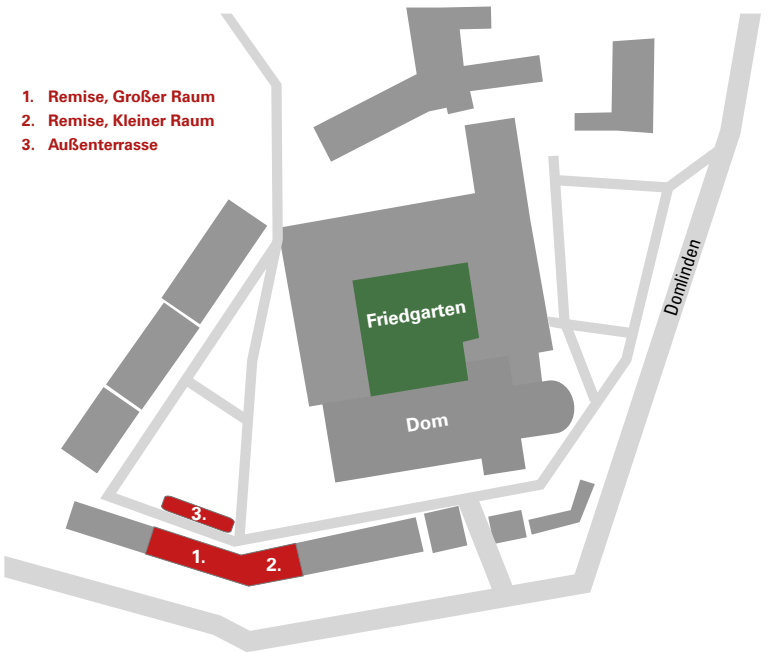 1. Remise, Großer Raum
2. Remise, Kleiner Raum
3. Außenterrasse
Domlinden
Friedgarten
Dom
3.
1.
2.